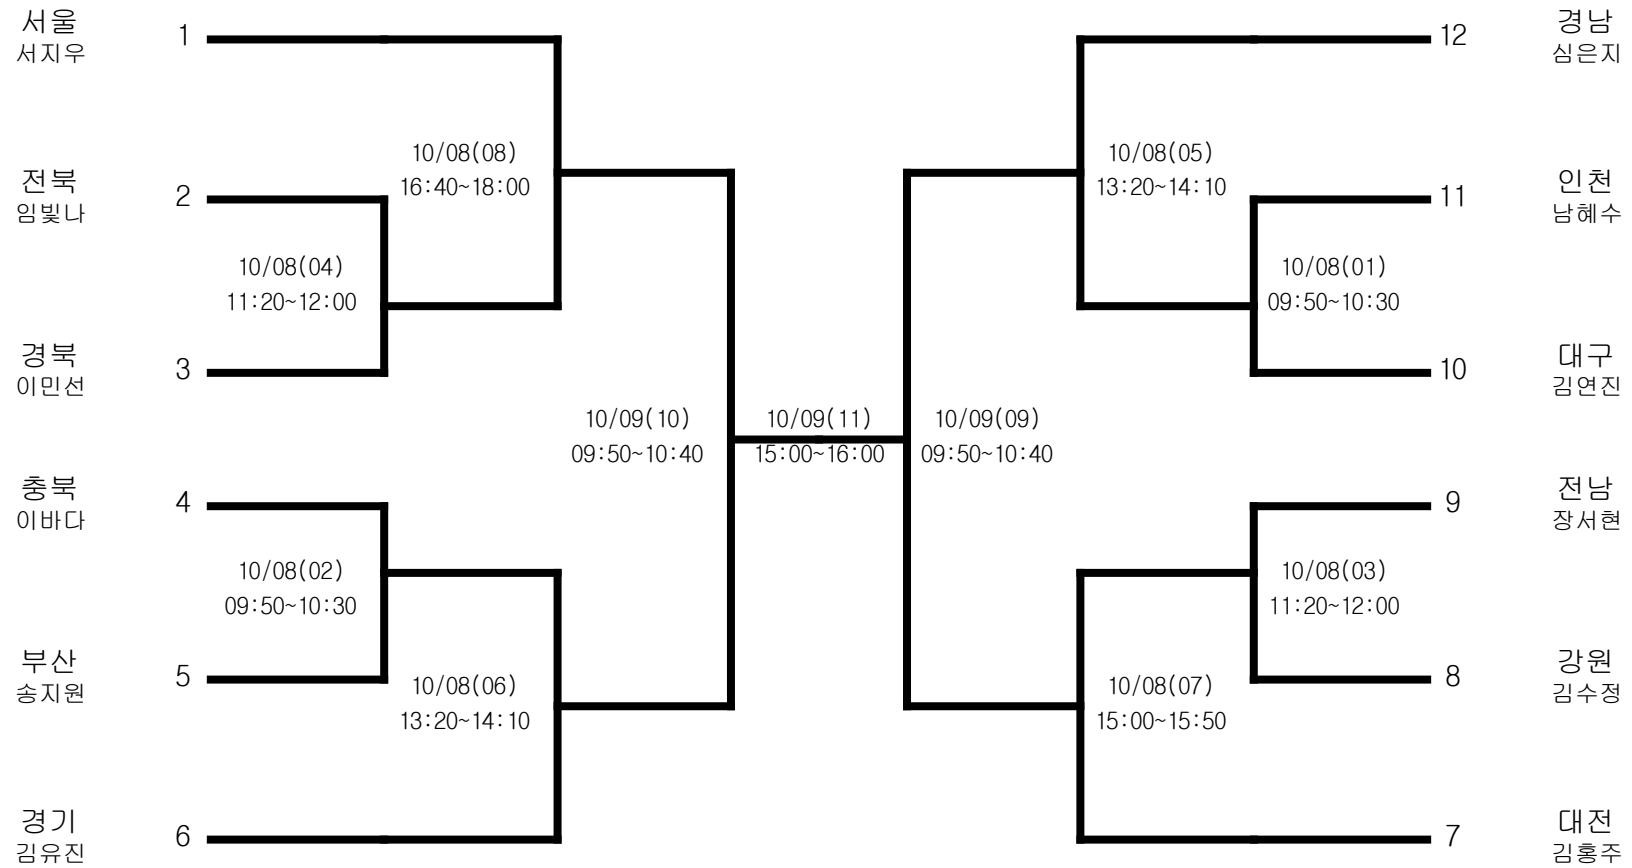 서울
서지우
1
12
경남
심은지
10/08(08)
16:40~18:00
10/08(05)
13:20~14:10
전북
임빛나
2
11
인천
남혜수
10/08(04)
11:20~12:00
10/08(01)
09:50~10:30
경북
이민선
3
10
대구
김연진
10/09(10)
09:50~10:40
10/09(11)
15:00~16:00
10/09(09)
09:50~10:40
충북
이바다
4
9
전남
장서현
10/08(02)
09:50~10:30
10/08(03)
11:20~12:00
부산
송지원
5
8
강원
김수정
10/08(06)
13:20~14:10
10/08(07)
15:00~15:50
경기
김유진
6
7
대전
김홍주